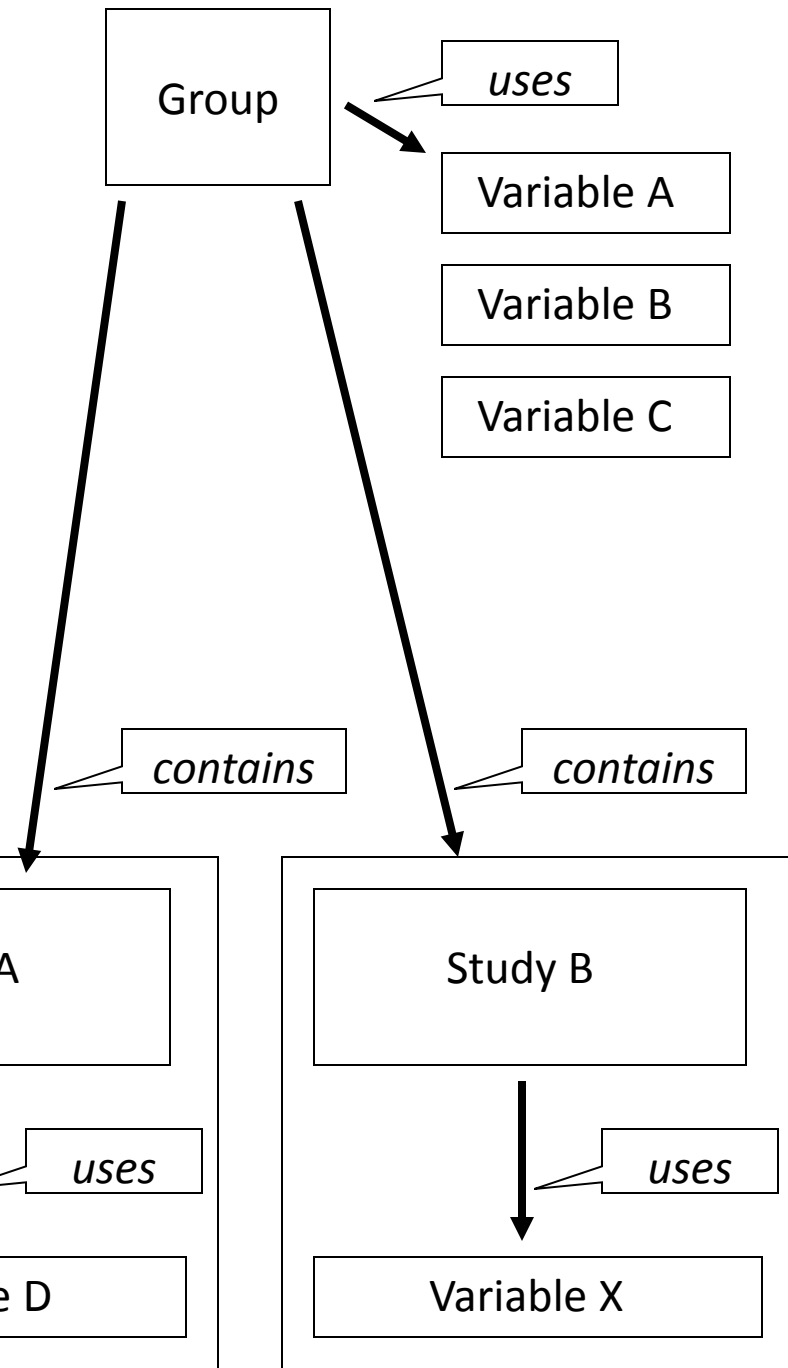 Group
uses
Variable A
Variable B
Variable C
contains
contains
A
Study B
uses
uses
e D
Variable X